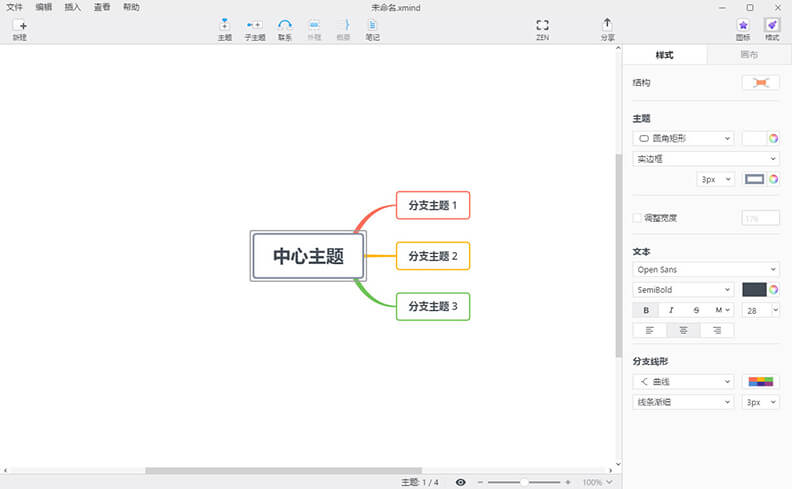 文件 编辑 插入 查看 帮助
未命名.xmind
新建
主题 子主题 联系 外框 概要 笔记
ZEN
分享
图标 格式
样式 画布
结构
主题
圆角矩形
实边框
3px
调整宽度 179
文本
Open Sans
SemiBold
B I S M 28
分支线形
曲线
线条渐细 3px
分支主题 1
中心主题
分支主题 2
分支主题 3
主题: 1 / 4
100%